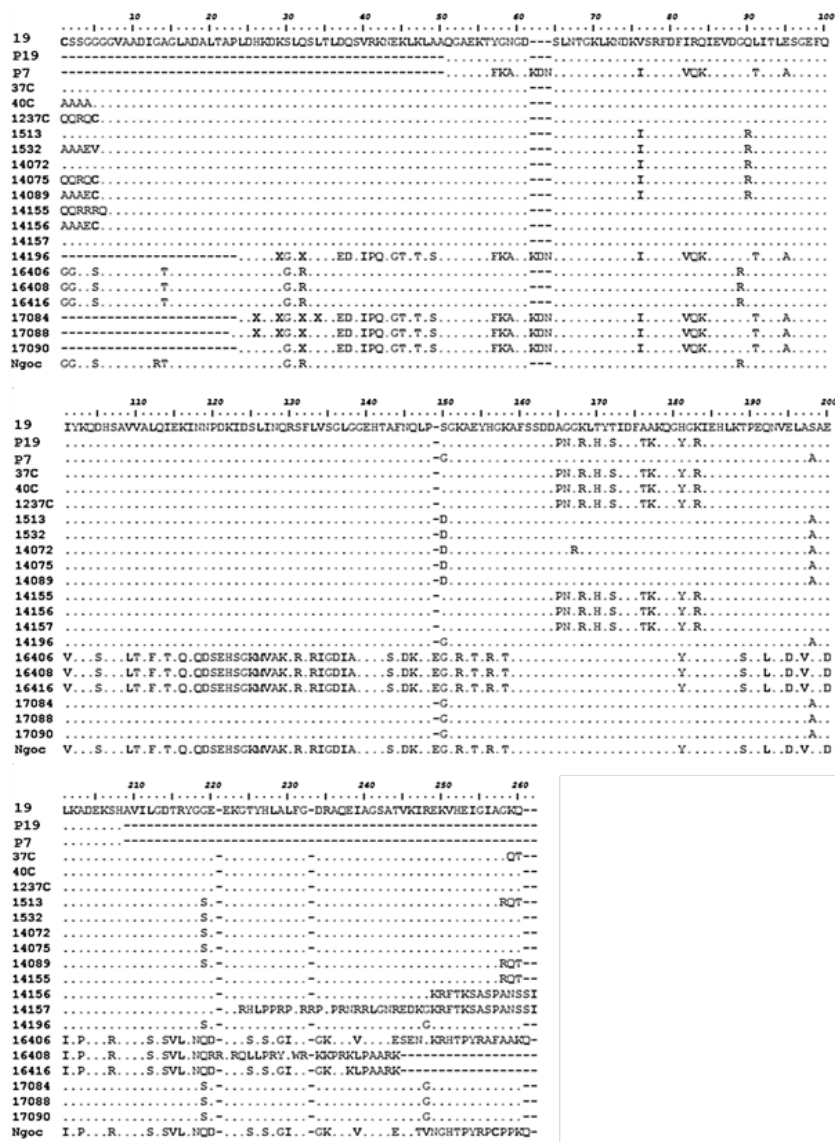 10 20 30 40 50 60 70 80 90 100
19 CSSGGGGVAADIGAGLADALTAPLDHKDKSLQSLTLDQSVRKNEKLKLAAQGAEKTYGNGD---SLNTGKLKNDKVSRFDFIRQIEVDGQLITLESGEFQ
P19 --------------------------------------------------...........---....................................
P7 --------------------------------------------------......FKA..KDN...........I.....VQK......T...A.....
37C .............................................................---....................................
40C AAAA.........................................................---....................................
1237C QQRQC........................................................---....................................
1513 .............................................................---...........I.............R..........
1532 AAAEV........................................................---...........I.............R..........
14072 .............................................................---...........I.............R..........
14075 QQRQC........................................................---...........I.............R..........
14089 AAAEC........................................................---...........I.............R..........
14155 QQRRRQ.......................................................---....................................
14156 AAAEC........................................................---....................................
14157 .............................................................---....................................
14196 -----------------------.....XG.X....ED.IPQ.GT.T.S.......FKA..KDN...........I.....VQK......T...A.....
16406 GG..S........T...............G.R.............................---........................R...........
16408 GG..S........T...............G.R.............................---........................R...........
16416 GG..S........T...............G.R.............................---........................R...........
17084 -----------------------..X..XG.X.X..ED.IPQ.GT.T.S.......FKA..KDN...........I.....VQK......T...A.....
17088 ----------------------...X..XG.X....ED.IPQ.GT.T.S.......FKA..KDN...........I.....VQK......T...A.....
17090 -----------------------......G.X....ED.IPQ.GT.T.S.......FKA..KDN...........I.....VQK......T...A.....
Ngoc GG..S.......RT...............G.R.............................---........................R...........
110 120 130 140 150 160 170 180 190 200
19 IYKQDHSAVVALQIEKINNPDKIDSLINQRSFLVSGLGGEHTAFNQLP-SGKAEYHGKAFSSDDAGGKLTYTIDFAAKQGHGKIEHLKTPEQNVELASAE
P19 ................................................-...............PN.R.H.S...TK....Y.R................
P7 ................................................-G...............................................A..
37C ................................................-...............PN.R.H.S...TK....Y.R................
40C ................................................-...............PN.R.H.S...TK....Y.R................
1237C ................................................-...............PN.R.H.S...TK....Y.R................
1513 ................................................-D...............................................A..
1532 ................................................-D...............................................A..
14072 ................................................-D................R..............................A..
14075 ................................................-D...............................................A..
14089 ................................................-D...............................................A..
14155 ................................................-...............PN.R.H.S...TK....Y.R................
14156 ................................................-...............PN.R.H.S...TK....Y.R................
14157 ................................................-...............PN.R.H.S...TK....Y.R................
14196 ................................................-G...............................................A..
16406 V...S...LT.F.T.Q.QDSEHSGKMVAK.R.RIGDIA....S.DK..EG.R.T.R.T......................Y.......S..L..D.V..D
16408 V...S...LT.F.T.Q.QDSEHSGKMVAK.R.RIGDIA....S.DK..EG.R.T.R.T......................Y.......S..L..D.V..D
16416 V...S...LT.F.T.Q.QDSEHSGKMVAK.R.RIGDIA....S.DK..EG.R.T.R.T......................Y.......S..L..D.V..D
17084 ................................................-G...............................................A..
17088 ................................................-G...............................................A..
17090 ................................................-G...............................................A..
Ngoc V...S...LT.F.T.Q.QDSEHSGKMVAK.R.RIGDIA....S.DK..EG.R.T.R.T......................Y.......S..L..D.V..D
210 220 230 240 250 260
19 LKADEKSHAVILGDTRYGGE-EKGTYHLALFG-DRAQEIAGSATVKIREKVHEIGIAGKQ--
P19 ........------------------------------------------------------
P7 ........------------------------------------------------------
37C ....................-...........-.........................QT--
40C ....................-...........-...........................--
1237C ....................-...........-...........................--
1513 ..................S.-...........-........................RQT--
1532 ..................S.-...........-...........................--
14072 ..................S.-...........-...........................--
14075 ..................S.-...........-...........................--
14089 ..................S.-...........-........................RQT--
14155 ....................-...........-........................RQT--
14156 ....................-...........-...............KRFTKSASPANSSI
14157 ....................-..RHLPPRP.RRP.PRNRRLGNREDKGKRFTKSASPANSSI
14196 ..................S.-...........-..............G............--
16406 I.P...R....S.SVL.NQD-...S.S.GI..-GK...V....ESEN.KRHTPYRAFAAKQ-
16408 I.P...R....S.SVL.NQRR.RQLLPRY.WR-KKPRKLPAARK------------------
16416 I.P...R....S.SVL.NQD-...S.S.GI..-GK...KLPAARK-----------------
17084 ..................S.-...........-..............G............--
17088 ..................S.-...........-..............G............--
17090 ..................S.-...........-..............G............--
Ngoc I.P...R....S.SVL.NQD-...S.S.GI..-GK...V....E..TVNGHTPYRPCPPKQ-